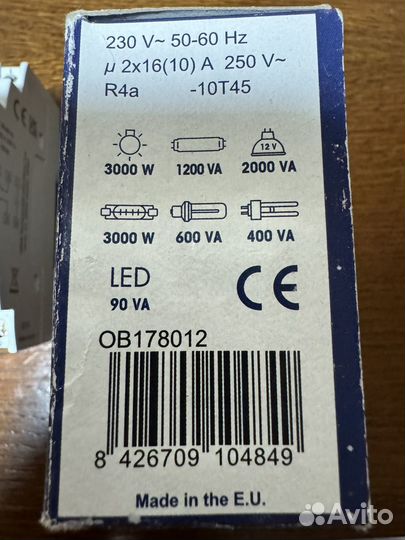 230 V~ 50-60 Hz
µ 2x16(10) A 250 V~
R4a -10T45
12 V
3000 W 1200 VA 2000 VA
3000 W 600 VA 400 VA
LED
90 VA
CE
OB178012
8 426709 104849
Made in the E.U.
Avito